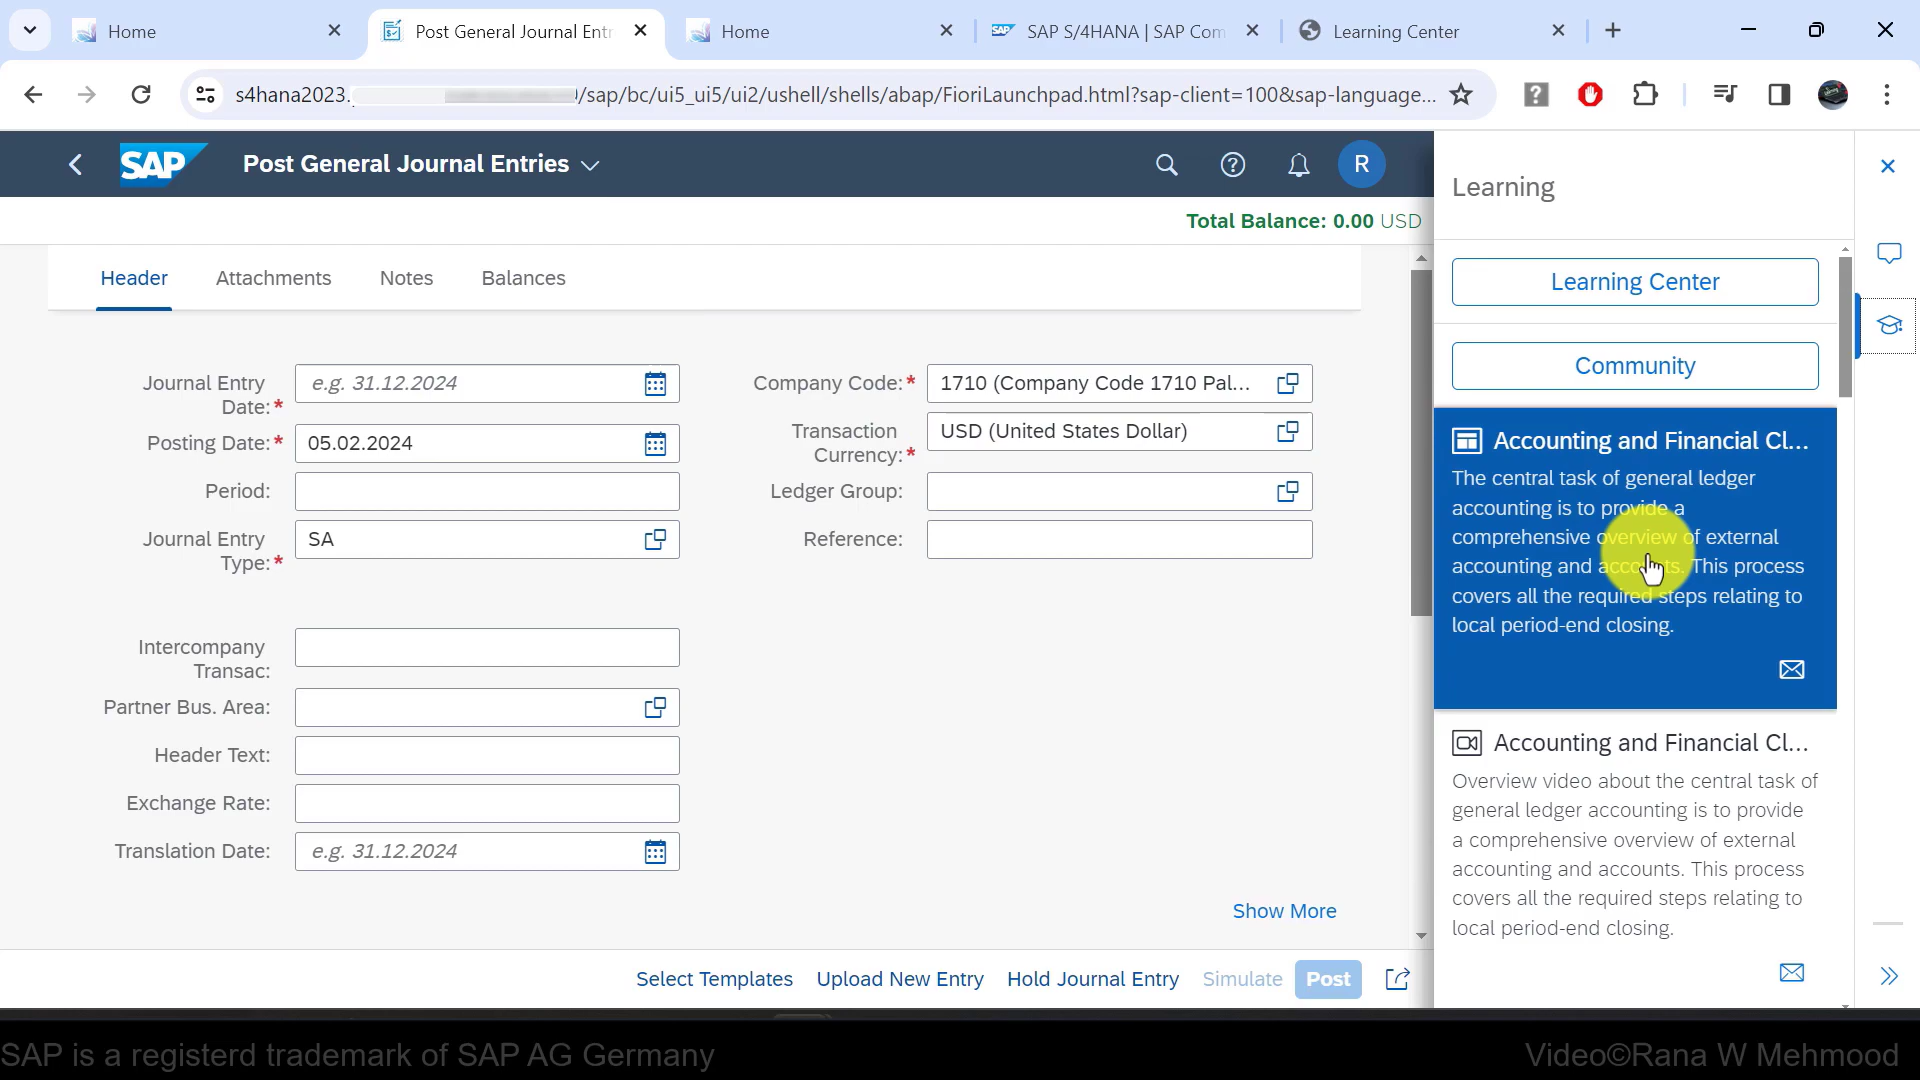 Home
Post General Journal Entr
Home
SAP S/4HANA | SAP Com
Learning Center
s4hana2023.
/sap/bc/ui5_ui5/ui2/ushell/shells/abap/FioriLaunchpad.html?sap-client=100&sap-language...
SAP
Post General Journal Entries
R
Total Balance: 0.00 USD
Header
Attachments
Notes
Balances
Journal Entry
Date:*
e.g. 31.12.2024
Posting Date:*
05.02.2024
Period:
Journal Entry
Type:*
SA
Company Code:*
1710 (Company Code 1710 Pal...
Transaction
Currency:*
USD (United States Dollar)
Ledger Group:
Reference:
Intercompany
Transac:
Partner Bus. Area:
Header Text:
Exchange Rate:
Translation Date:
e.g. 31.12.2024
Show More
Select Templates
Upload New Entry
Hold Journal Entry
Simulate
Post
Learning
Learning Center
Community
Accounting and Financial Cl...
The central task of general ledger
accounting is to provide a
comprehensive overview of external
accounting and accounts. This process
covers all the required steps relating to
local period-end closing.
Accounting and Financial Cl...
Overview video about the central task of
general ledger accounting is to provide
a comprehensive overview of external
accounting and accounts. This process
covers all the required steps relating to
local period-end closing.
SAP is a registerd trademark of SAP AG Germany
Video©Rana W Mehmood